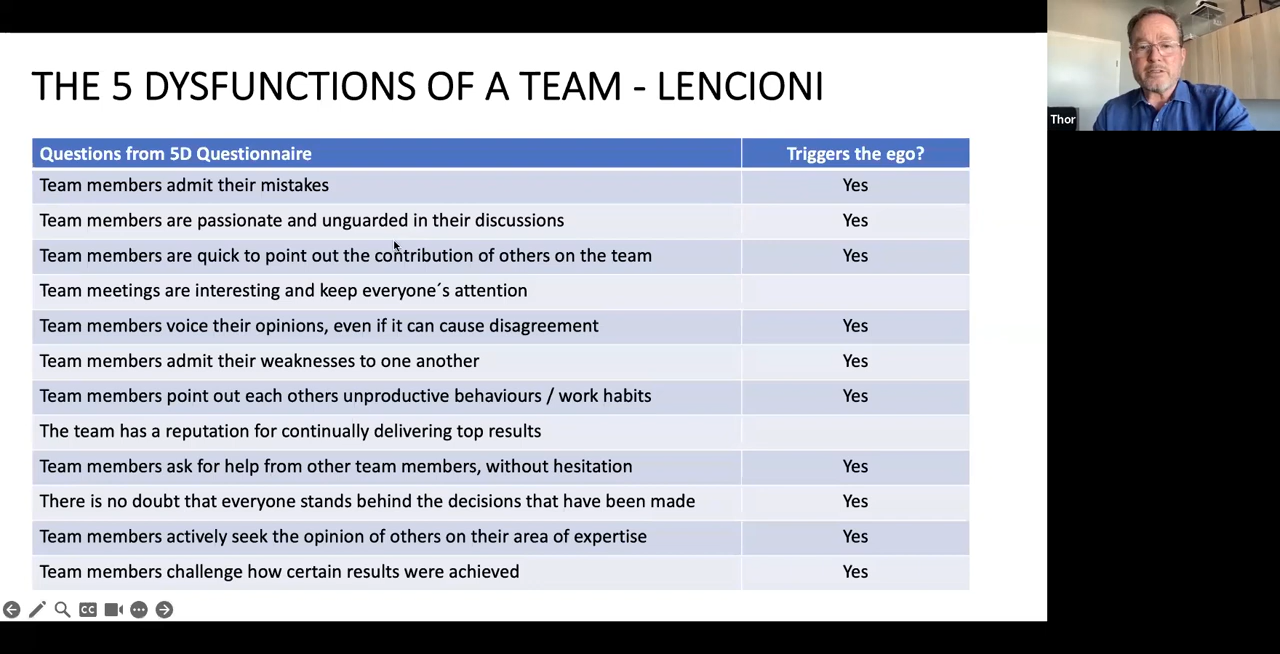 THE 5 DYSFUNCTIONS OF A TEAM - LENCIONI
Thor
Questions from 5D Questionnaire Triggers the ego?
Team members admit their mistakes Yes
Team members are passionate and unguarded in their discussions Yes
Team members are quick to point out the contribution of others on the team Yes
Team meetings are interesting and keep everyone´s attention
Team members voice their opinions, even if it can cause disagreement Yes
Team members admit their weaknesses to one another Yes
Team members point out each others unproductive behaviours / work habits Yes
The team has a reputation for continually delivering top results
Team members ask for help from other team members, without hesitation Yes
There is no doubt that everyone stands behind the decisions that have been made Yes
Team members actively seek the opinion of others on their area of expertise Yes
Team members challenge how certain results were achieved Yes
CC